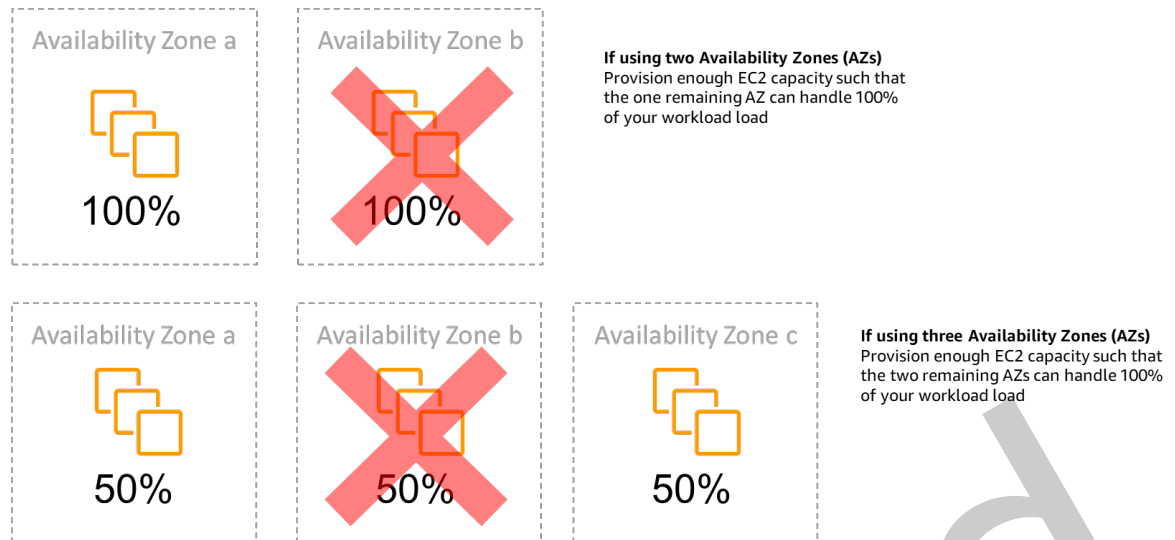 Availability Zone a
Availability Zone b
If using two Availability Zones (AZs)
Provision enough EC2 capacity such that
the one remaining AZ can handle 100%
of your workload load
100%
100%
Availability Zone a
Availability Zone b
Availability Zone c
If using three Availability Zones (AZs)
Provision enough EC2 capacity such that
the two remaining AZs can handle 100%
of your workload load
50%
50%
50%